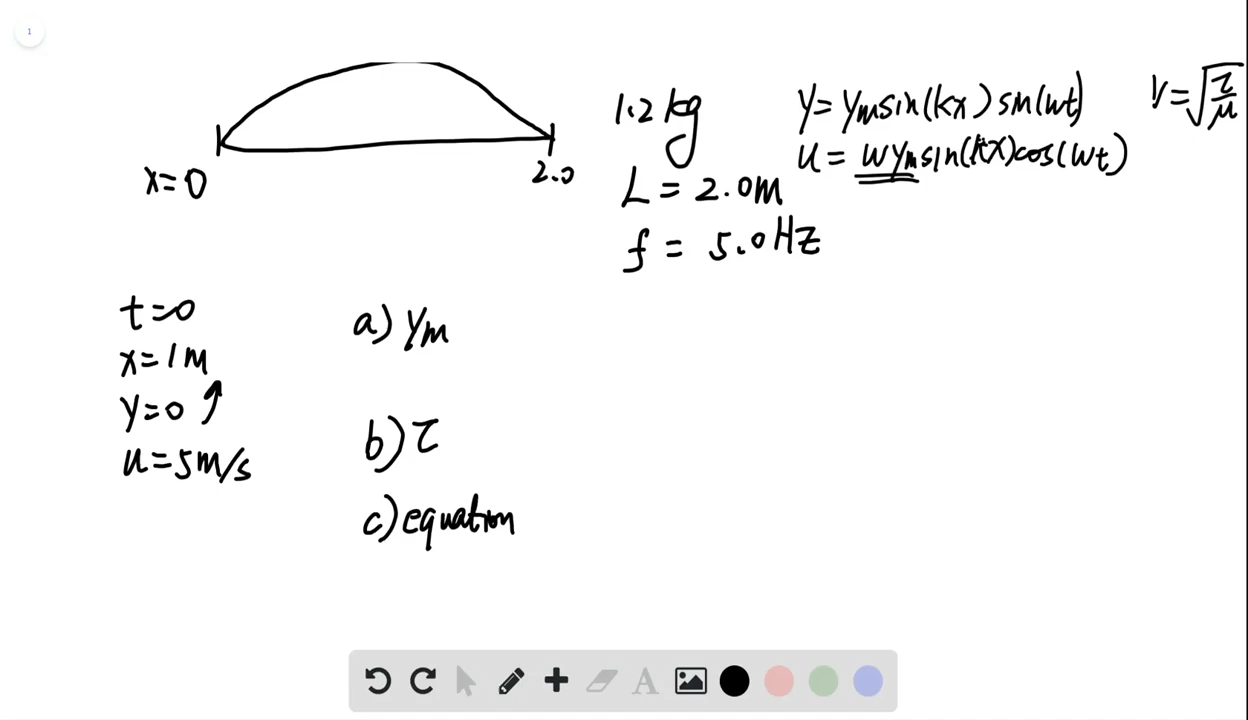 1
x=0
2.0
1.2 kg
L = 2.0m
f = 5.0Hz
y = yₘsin(kx) sin(wt)
u = wyₘsin(kx)cos(wt)
v = √(τ/μ)
t=0
x=1m
y=0 ↑
u=5m/s
a) yₘ
b) τ
c) equation
A